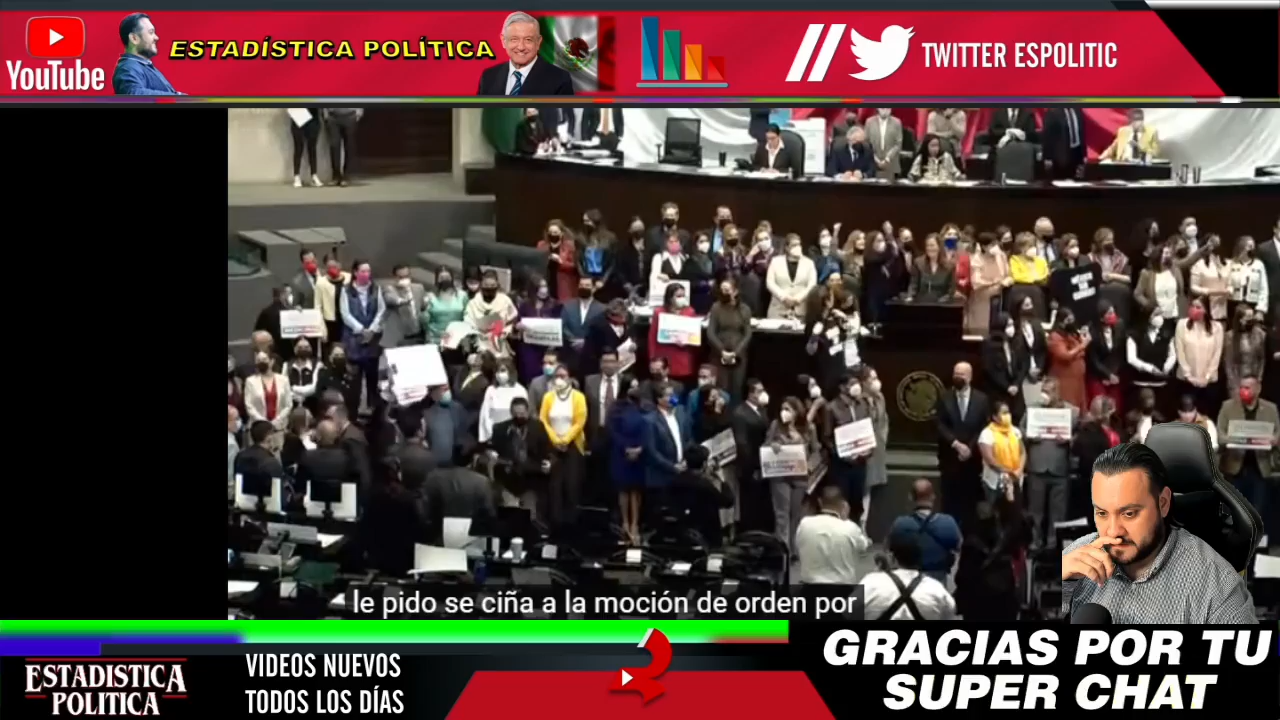 YouTube
ESTADÍSTICA POLÍTICA
TWITTER ESPOLITIC
le pido se ciña a la moción de orden por
ESTADISTICA
POLITICA
VIDEOS NUEVOS
TODOS LOS DÍAS
GRACIAS POR TU
SUPER CHAT